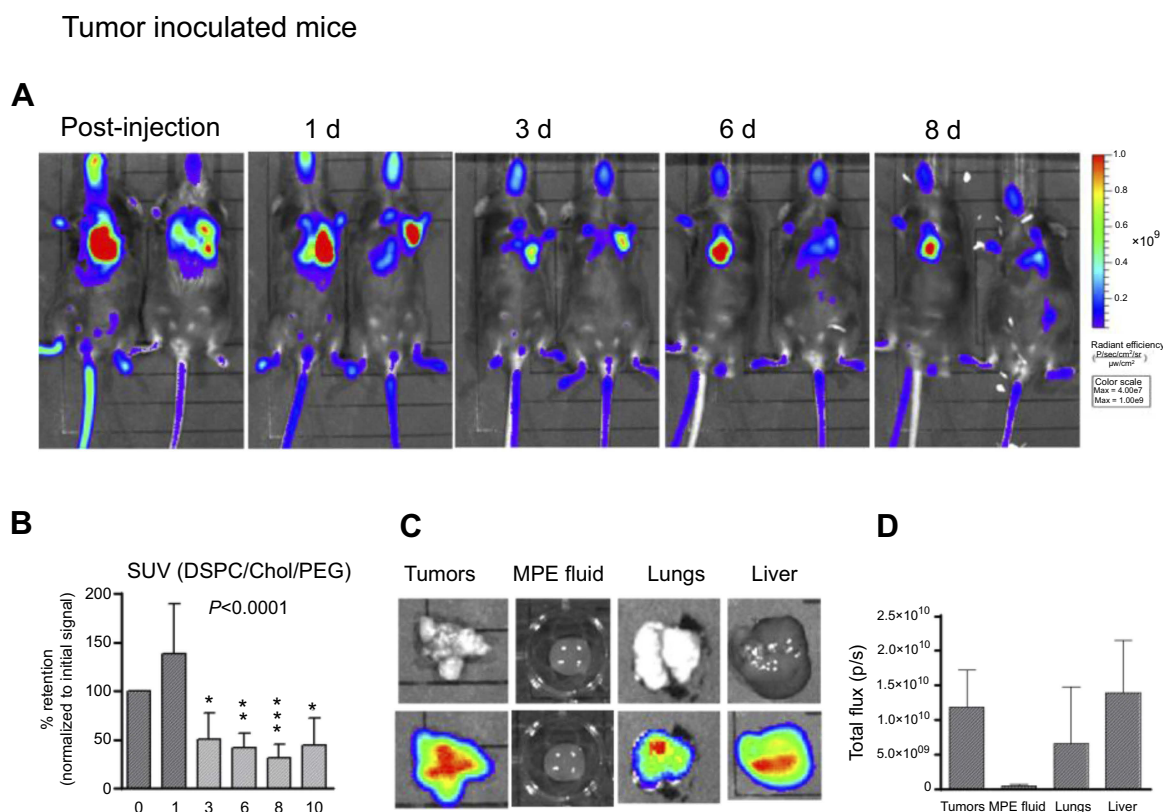 Tumor inoculated mice
A
Post-injection 1 d 3 d 6 d 8 d
1.0
0.8
0.6
×10⁹
0.4
0.2
Radiant efficiency
(P/sec/cm²/sr
µw/cm²)
Color scale
Max = 4.00e7
Max = 1.00e9
B
SUV (DSPC/Chol/PEG)
P<0.0001
% retention
(normalized to initial signal)
200
150
100
50
0
* ** *** *
0 1 3 6 8 10
C
Tumors MPE fluid Lungs Liver
D
Total flux (p/s)
2.5×10¹⁰
2.0×10¹⁰
1.5×10¹⁰
1.0×10¹⁰
5.0×10⁰⁹
0
Tumors MPE fluid Lungs Liver